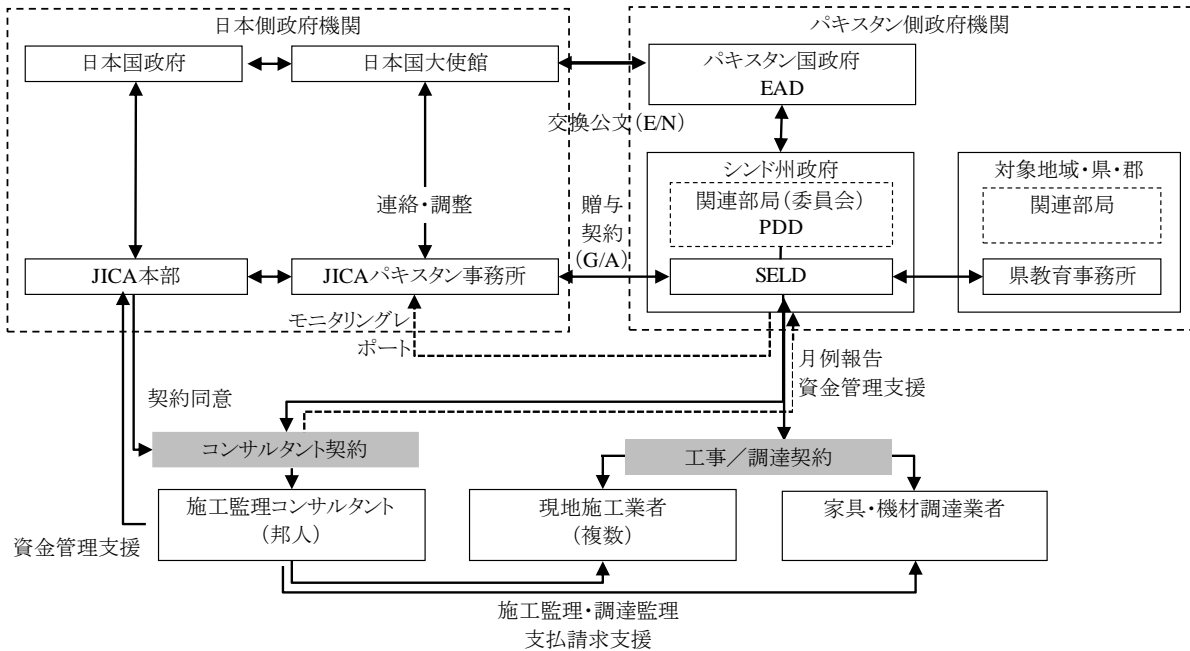 日本側政府機関
パキスタン側政府機関
日本国政府
日本国大使館
パキスタン国政府
EAD
交換公文(E/N)
シンド州政府
対象地域・県・郡
関連部局(委員会)
PDD
関連部局
連絡・調整
贈与
契約
(G/A)
JICA本部
JICAパキスタン事務所
SELD
県教育事務所
モニタリングレ
ポート
月例報告
資金管理支援
契約同意
コンサルタント契約
工事/調達契約
施工監理コンサルタント
(邦人)
現地施工業者
(複数)
家具・機材調達業者
資金管理支援
施工監理・調達監理
支払請求支援